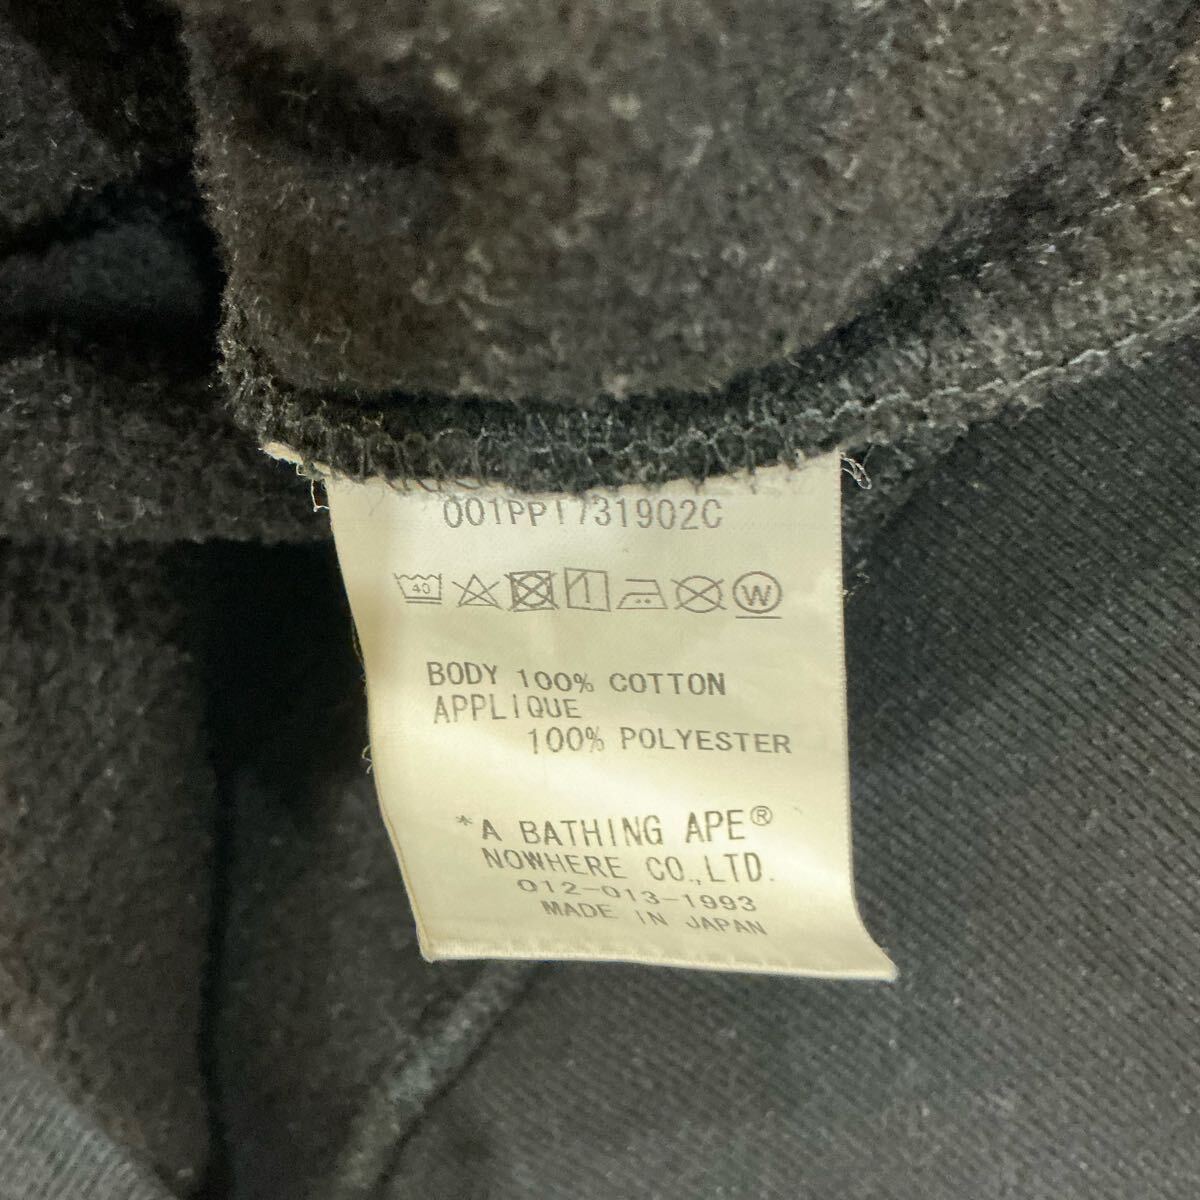 001PPT731902C
40 W
BODY 100% COTTON
APPLIQUE
100% POLYESTER
*A BATHING APE®
NOWHERE CO.,LTD.
012-013-1993
MADE IN JAPAN